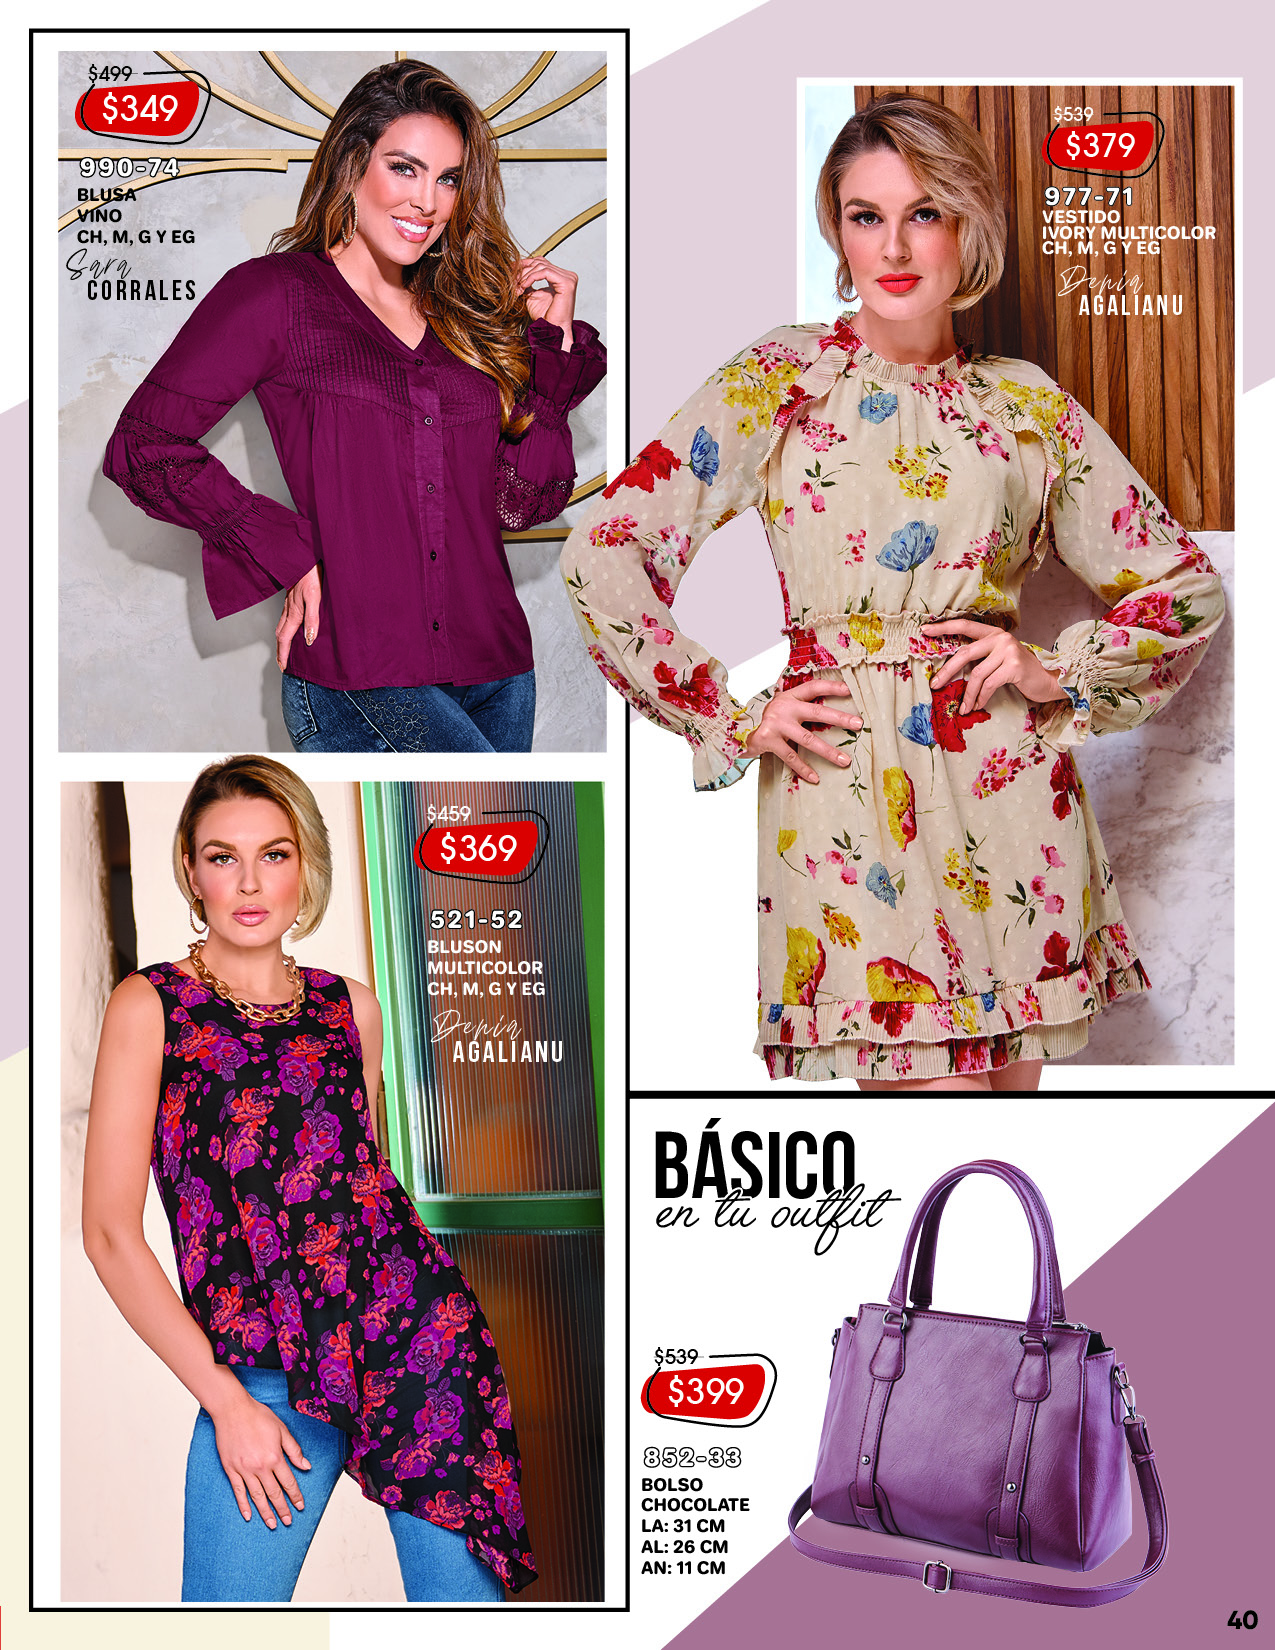 $499
$349
990-74
BLUSA
VINO
CH, M, G Y EG
Sara
CORRALES
$539
$379
977-71
VESTIDO
IVORY MULTICOLOR
CH, M, G Y EG
Denia
AGALIANU
$459
$369
521-52
BLUSON
MULTICOLOR
CH, M, G Y EG
Denia
AGALIANU
BÁSICO
en tu outfit
$539
$399
852-33
BOLSO
CHOCOLATE
LA: 31 CM
AL: 26 CM
AN: 11 CM
40